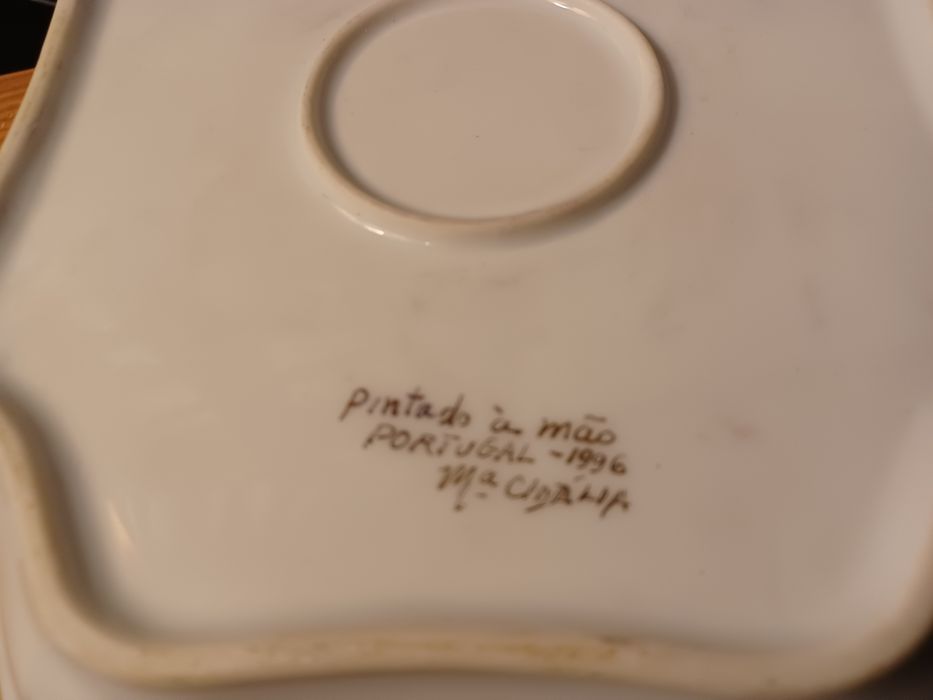 Pintado à mão
PORTUGAL -1996
Mª CIDÁLIA